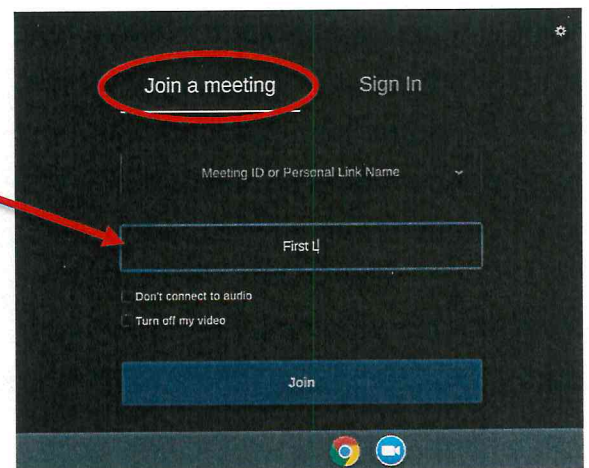 Join a meeting Sign In
Meeting ID or Personal Link Name
First L
Don't connect to audio
Turn off my video
Join